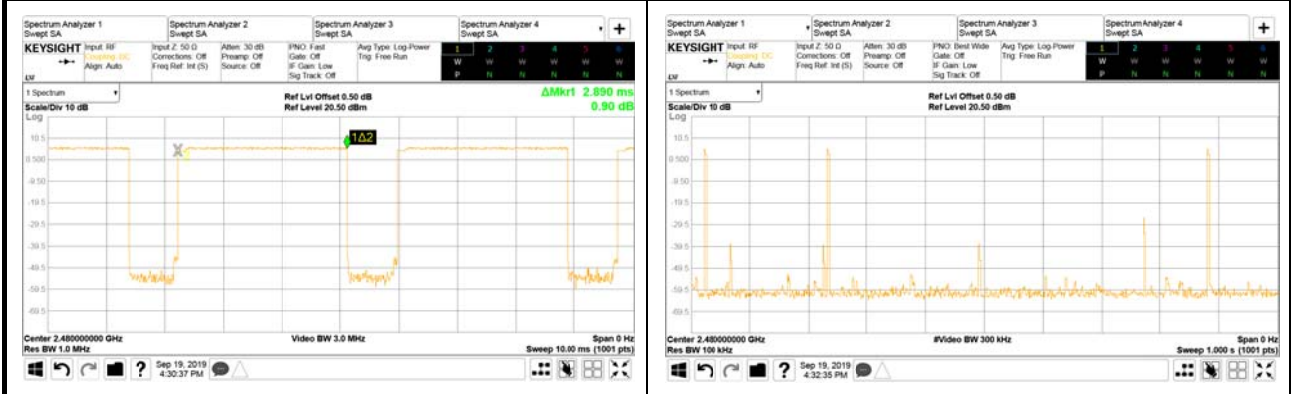 Spectrum Analyzer 1
Swept SA
Spectrum Analyzer 2
Swept SA
Spectrum Analyzer 3
Swept SA
Spectrum Analyzer 4
Swept SA
+
KEYSIGHT
Input: RF
Coupling: DC
Align: Auto
Input Z: 50 Ω
Corrections: Off
Freq Ref: Int (S)
Atten: 30 dB
Preamp: Off
Source: Off
PNO: Fast
Gate: Off
IF Gain: Low
Sig Track: Off
Avg Type: Log-Power
Trig: Free Run
1 2 3 4 5 6
W W W W W W
P N N N N N
LXI
1 Spectrum
Scale/Div 10 dB
Log
Ref Lvl Offset 0.50 dB
Ref Level 20.50 dBm
ΔMkr1 2.890 ms
0.90 dB
1Δ2
10.5
0.500
-9.50
-19.5
-29.5
-39.5
-49.5
-59.5
-69.5
Center 2.480000000 GHz
Res BW 1.0 MHz
Video BW 3.0 MHz
Span 0 Hz
Sweep 10.00 ms (1001 pts)
?
Sep 19, 2019
4:30:37 PM
Spectrum Analyzer 1
Swept SA
Spectrum Analyzer 2
Swept SA
Spectrum Analyzer 3
Swept SA
Spectrum Analyzer 4
Swept SA
+
KEYSIGHT
Input: RF
Coupling: DC
Align: Auto
Input Z: 50 Ω
Corrections: Off
Freq Ref: Int (S)
Atten: 30 dB
Preamp: Off
Source: Off
PNO: Best Wide
Gate: Off
IF Gain: Low
Sig Track: Off
Avg Type: Log-Power
Trig: Free Run
1 2 3 4 5 6
W W W W W W
P N N N N N
LXI
1 Spectrum
Scale/Div 10 dB
Log
Ref Lvl Offset 0.50 dB
Ref Level 20.50 dBm
10.5
0.500
-9.50
-19.5
-29.5
-39.5
-49.5
-59.5
-69.5
Center 2.480000000 GHz
Res BW 100 kHz
#Video BW 300 kHz
Span 0 Hz
Sweep 1.000 s (1001 pts)
?
Sep 19, 2019
4:32:35 PM